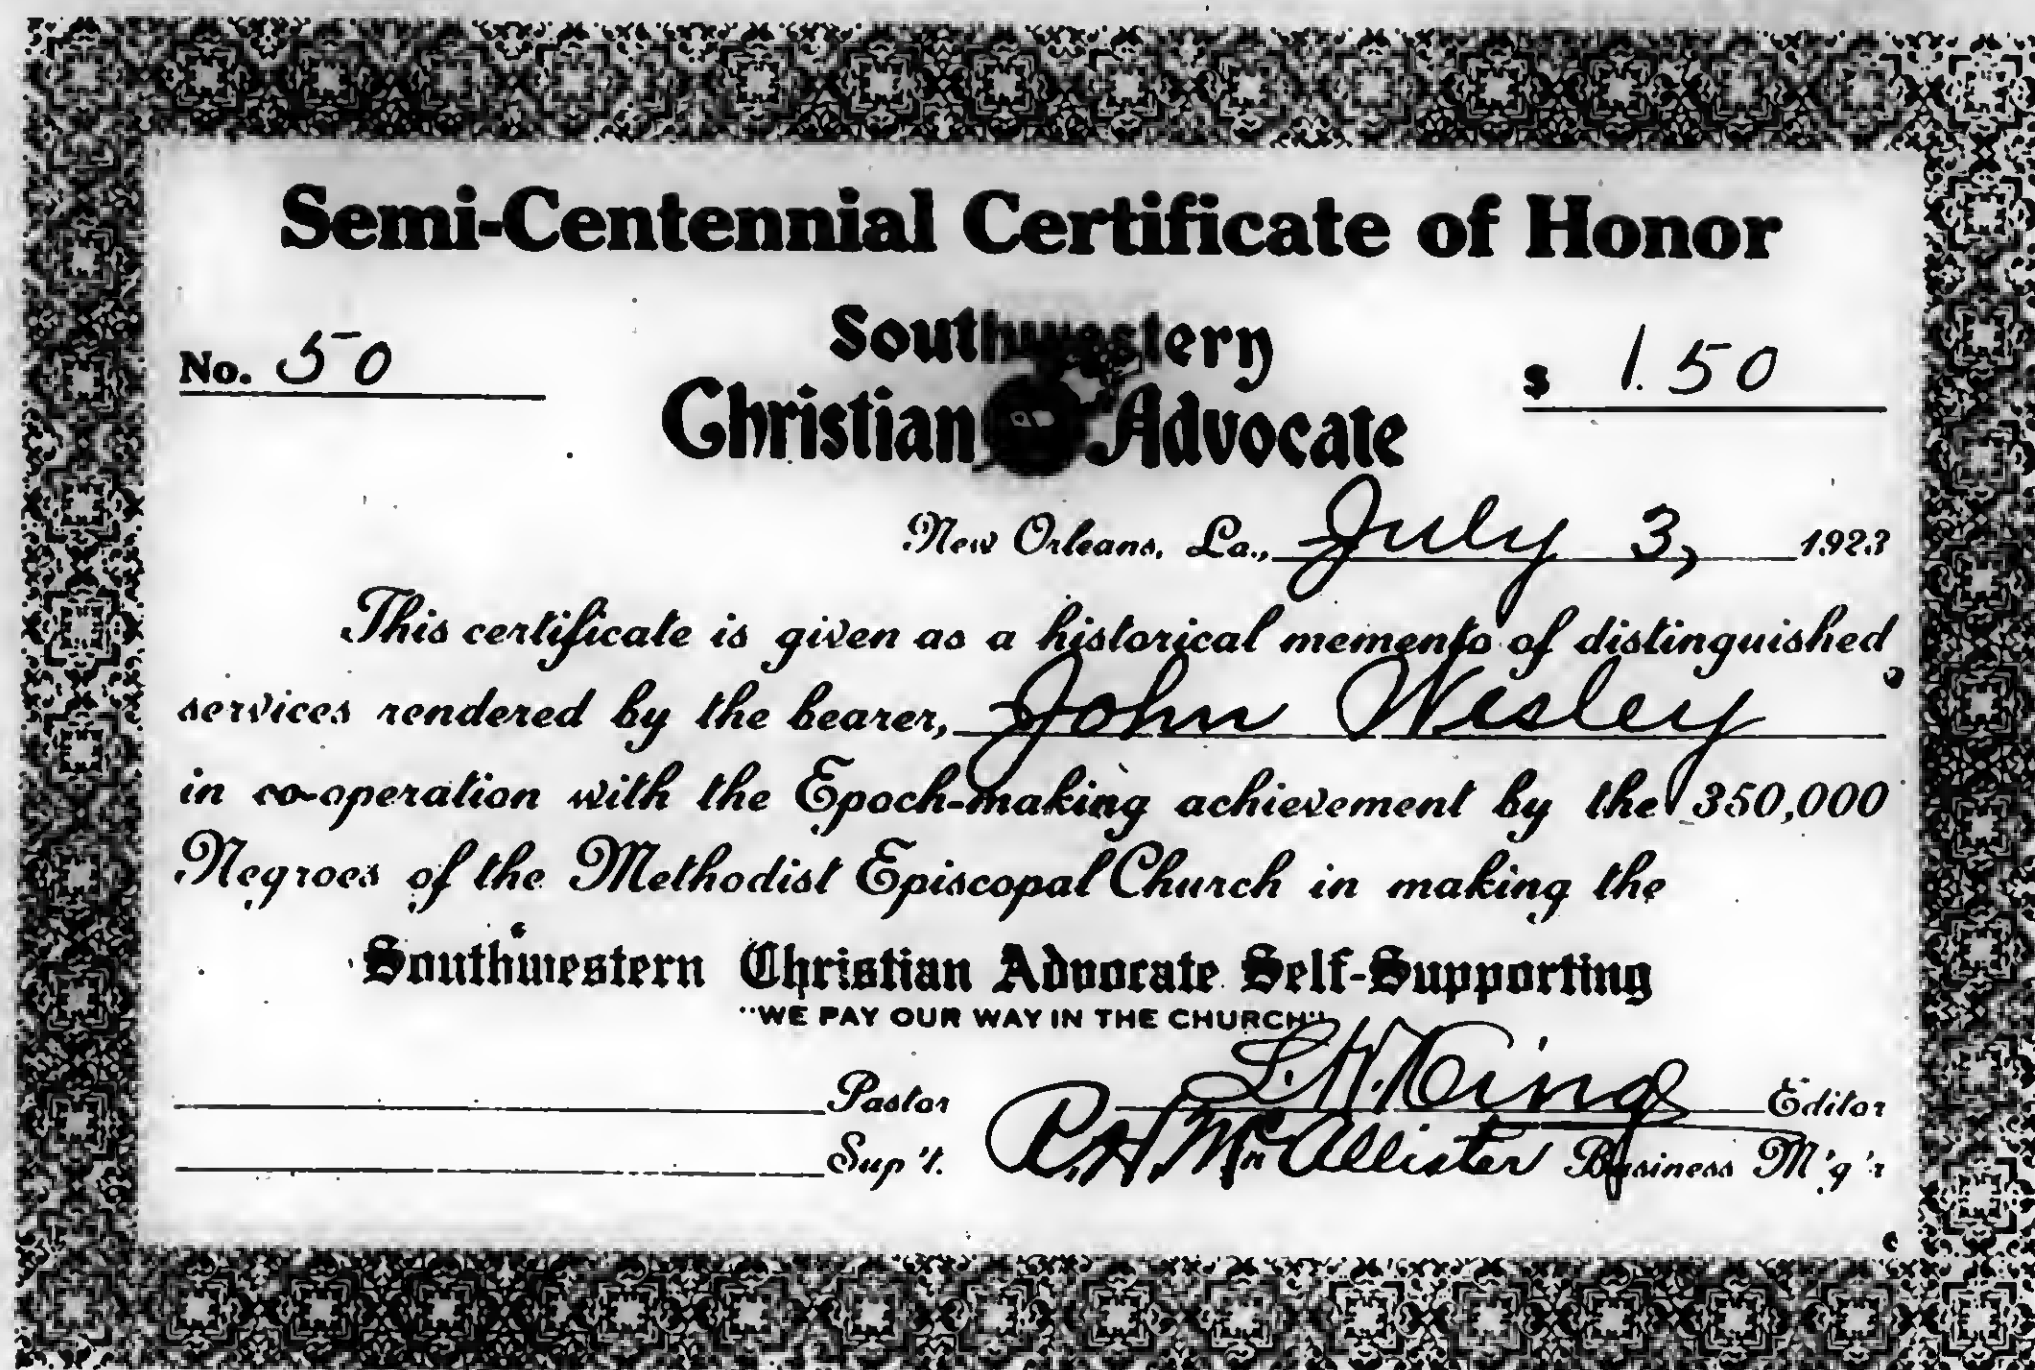 Semi-Centennial Certificate of Honor
No. 50
Southwestern
$ 1.50
Christian Advocate
New Orleans, La., July 3, 1923
This certificate is given as a historical memento of distinguished
services rendered by the bearer, John Wesley
in co-operation with the Epoch-making achievement by the 350,000
Negroes of the Methodist Episcopal Church in making the
Southwestern Christian Advocate Self-Supporting
"WE PAY OUR WAY IN THE CHURCH"
Pastor L. H. King Editor
Sup't. R. H. McAllister Business M'g'r